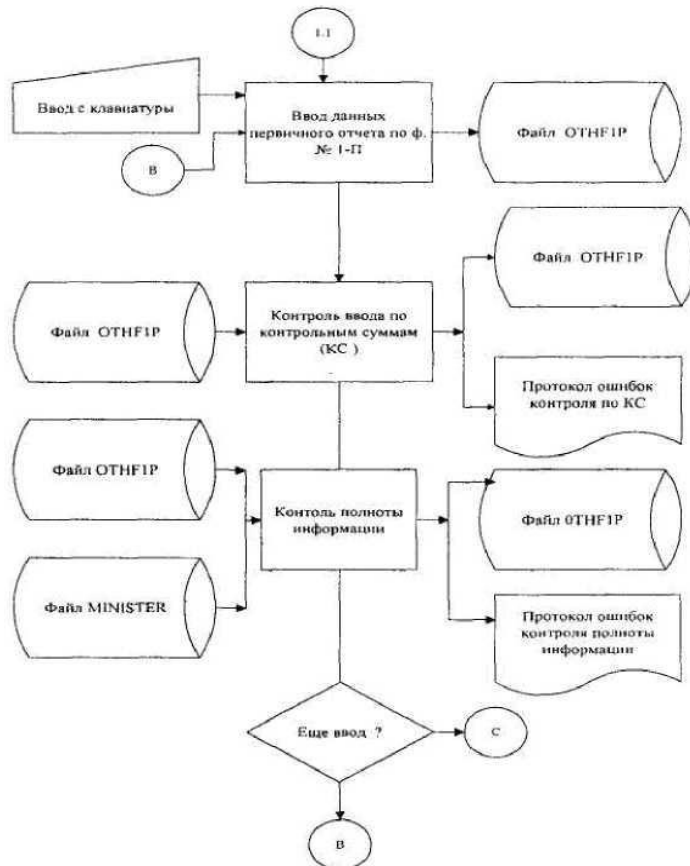 1.1
Ввод с клавиатуры
Ввод данных
первичного отчета по ф.
№ 1-П
Файл OTHF1P
В
Файл OTHF1P
Файл OTHF1P
Контроль ввода по
контрольным суммам
(КС )
Протокол ошибок
контроля по КС
Файл OTHF1P
Контоль полноты
информации
Файл 0THF1P
Файл MINISTER
Протокол ошибок
контроля полноты
информации
Еще ввод ?
С
В